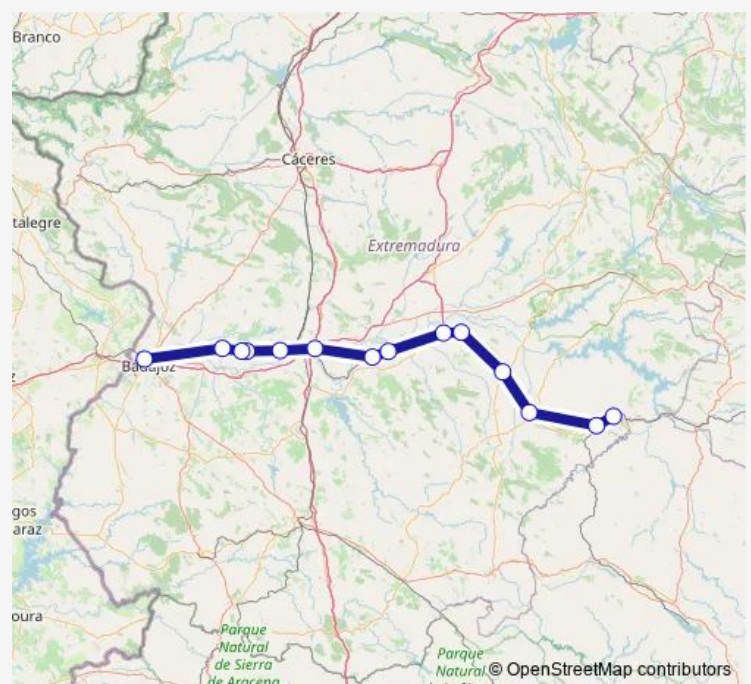 Branco
Cáceres
talegre
Extremadura
Badajoz
gos
araz
oura
Parque
Natural
de Sierra
de Aracena
Parque
Natural
© OpenStreetMap contributors